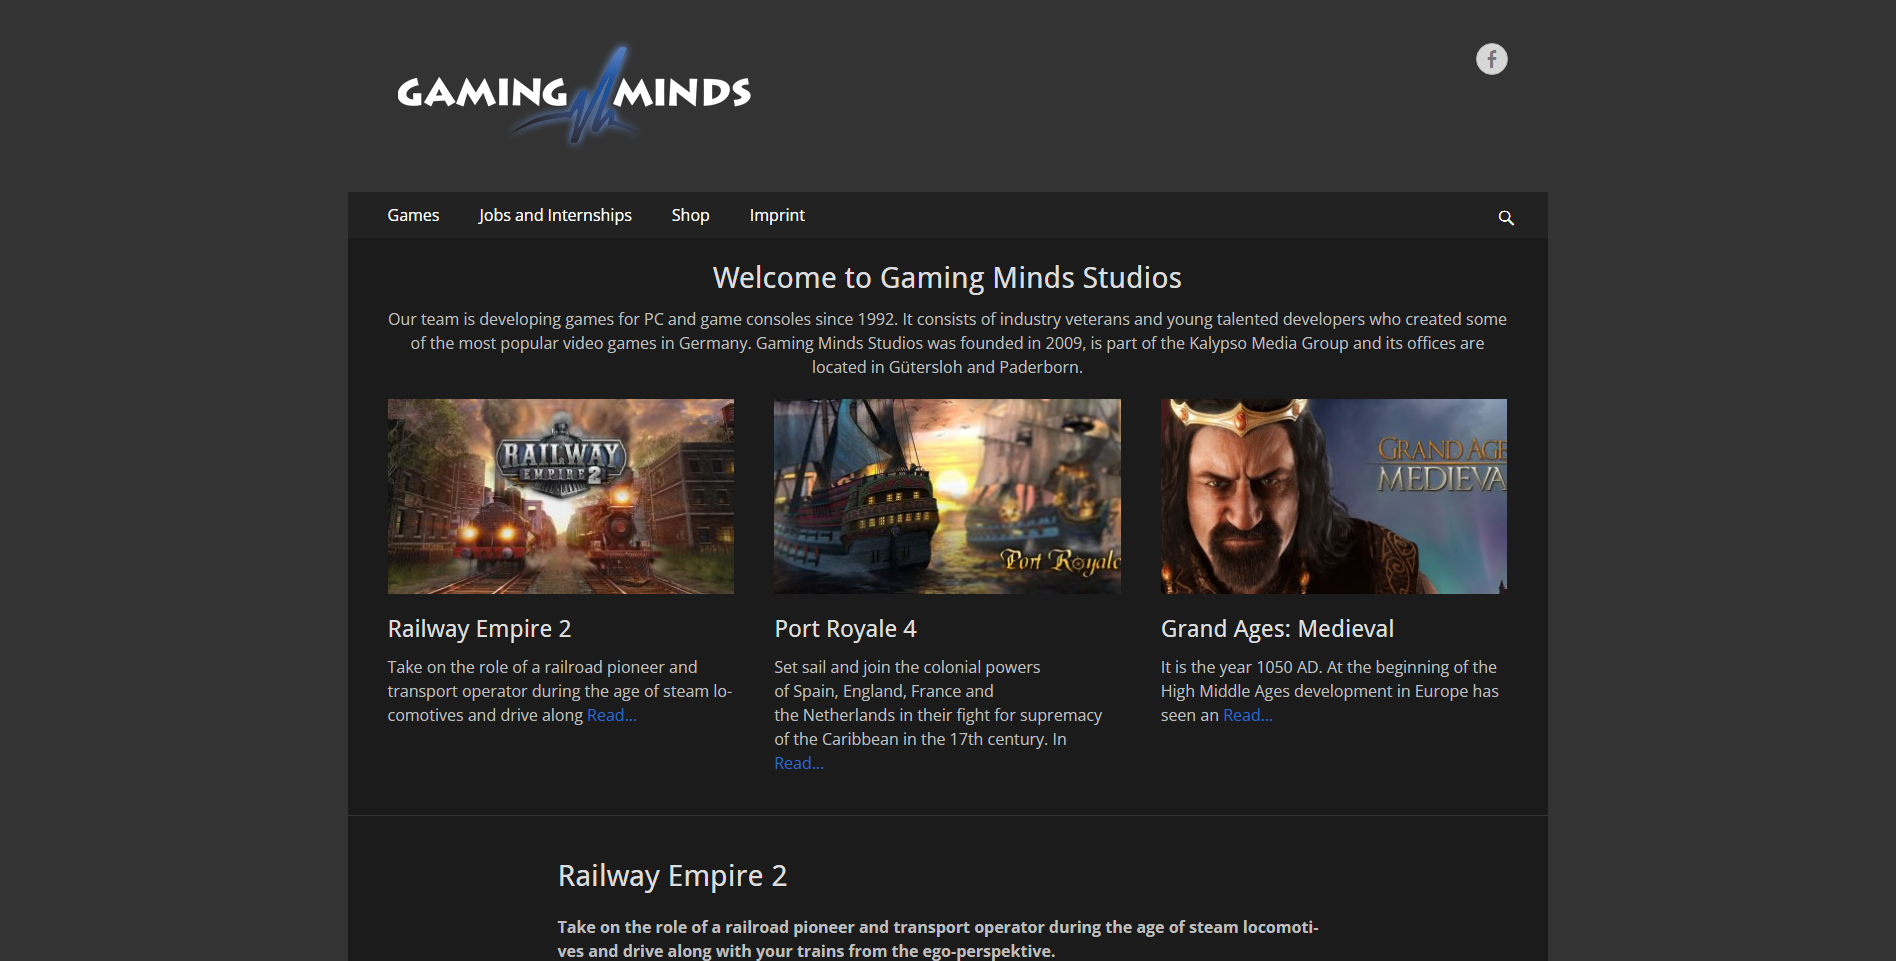 GAMING MINDS
Games
Jobs and Internships
Shop
Imprint
Welcome to Gaming Minds Studios
Our team is developing games for PC and game consoles since 1992. It consists of industry veterans and young talented developers who created some
of the most popular video games in Germany. Gaming Minds Studios was founded in 2009, is part of the Kalypso Media Group and its offices are
located in Gütersloh and Paderborn.
RAILWAY
EMPIRE 2
Railway Empire 2
Take on the role of a railroad pioneer and
transport operator during the age of steam lo-
comotives and drive along Read...
Port Royale
Port Royale 4
Set sail and join the colonial powers
of Spain, England, France and
the Netherlands in their fight for supremacy
of the Caribbean in the 17th century. In
Read...
GRAND AGE
MEDIEVA
Grand Ages: Medieval
It is the year 1050 AD. At the beginning of the
High Middle Ages development in Europe has
seen an Read...
Railway Empire 2
Take on the role of a railroad pioneer and transport operator during the age of steam locomoti-
ves and drive along with your trains from the ego-perspektive.